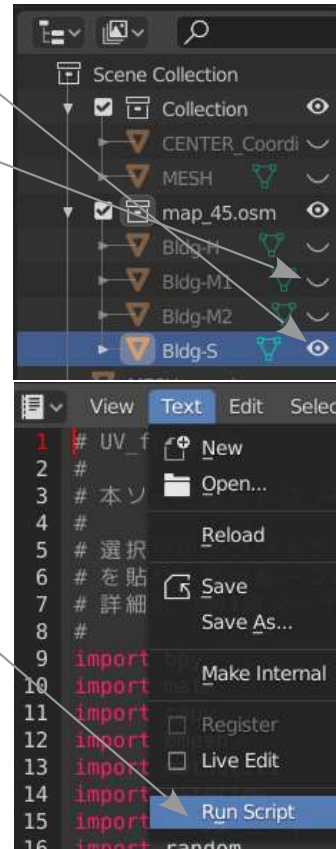 Scene Collection
Collection
CENTER_Coordi
MESH
map_45.osm
Bldg-H
Bldg-M1
Bldg-M2
Bldg-S
View Text Edit Selec
1 # UV_f
2 #
3 # 本ソ
4 #
5 # 選択
6 # を貼
7 # 詳細
8 #
9 import
10 import
11 import
12 import
13 import
14 import
15 import
16 import random
New
Open...
Reload
Save
Save As...
Make Internal
Register
Live Edit
Run Script